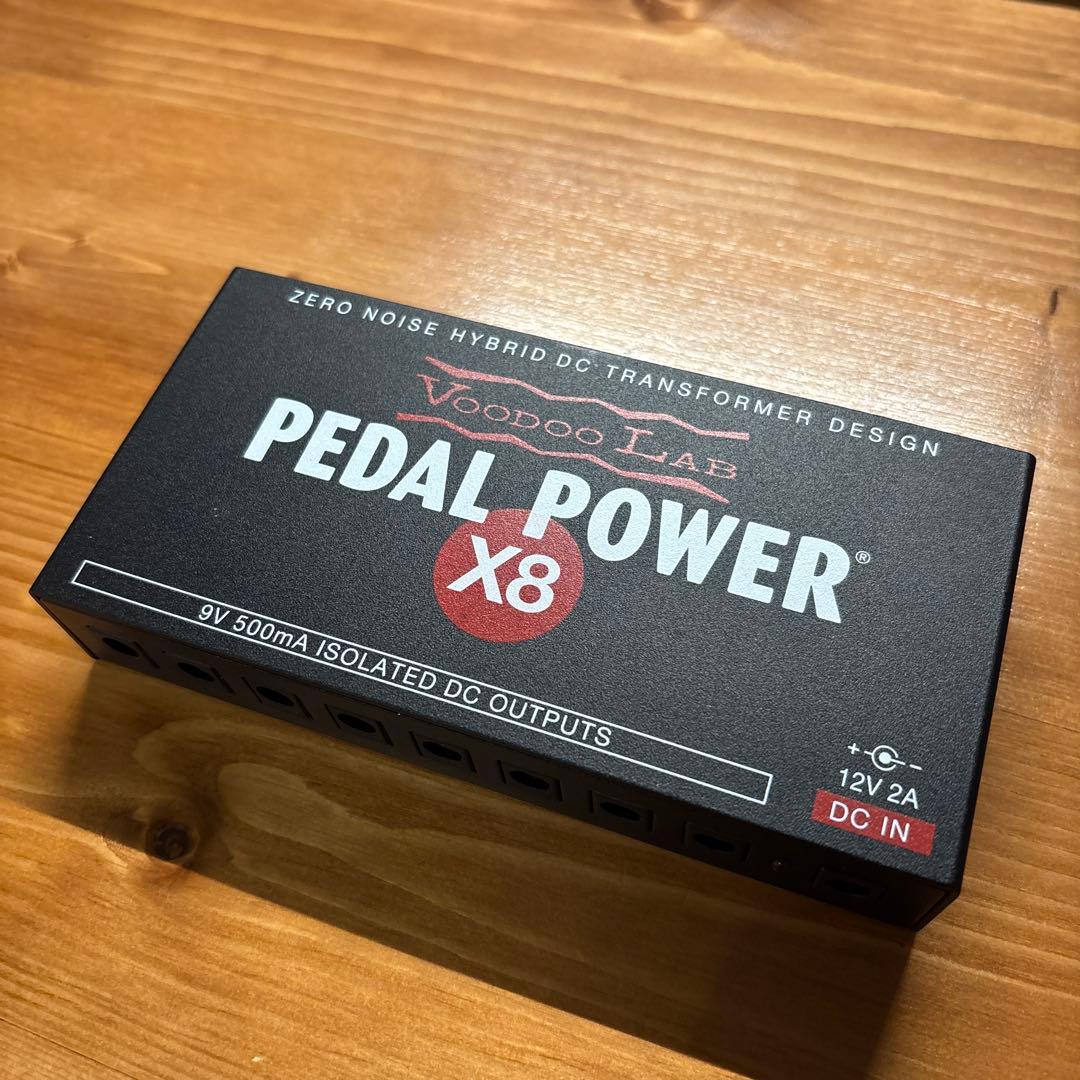 ZERO NOISE HYBRID DC TRANSFORMER DESIGN
VOODOO LAB
PEDAL POWER®
X8
9V 500mA ISOLATED DC OUTPUTS
+ -
12V 2A
DC IN